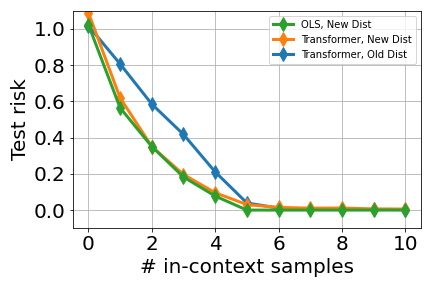 OLS, New Dist
Transformer, New Dist
Transformer, Old Dist
Test risk
1.0
0.8
0.6
0.4
0.2
0.0
0 2 4 6 8 10
# in-context samples